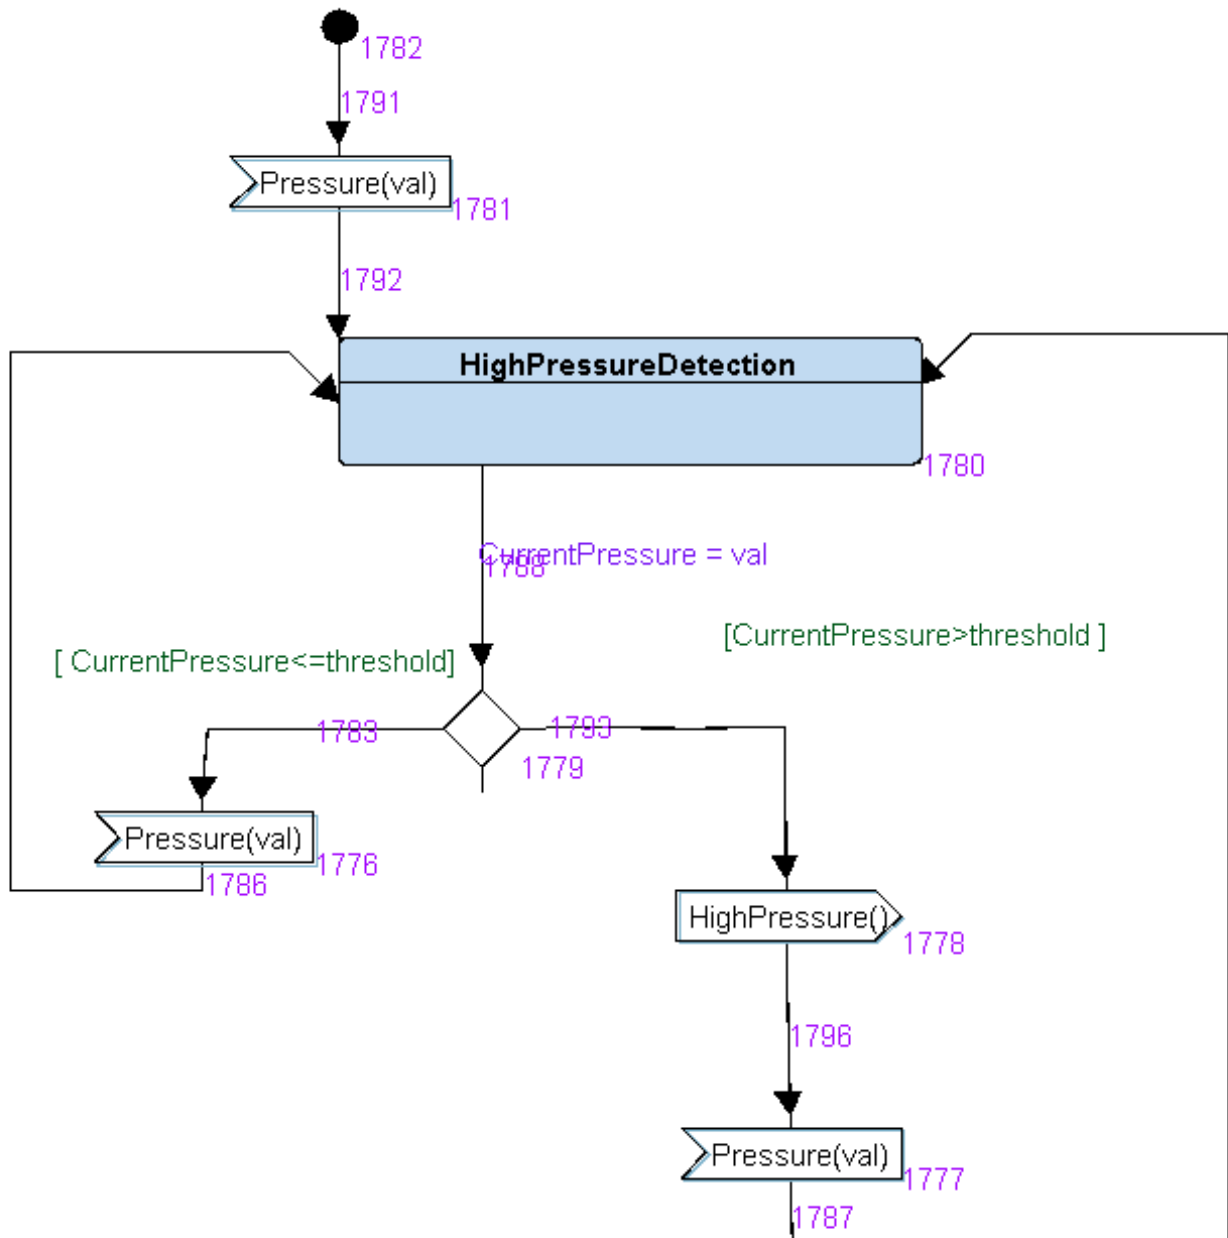 1782
1791
Pressure(val)
1781
1792
HighPressureDetection
1780
CurrentPressure = val
1788
[CurrentPressure>threshold ]
[ CurrentPressure<=threshold]
1783
1793
1779
Pressure(val)
1776
1786
HighPressure()
1778
1796
Pressure(val)
1777
1787